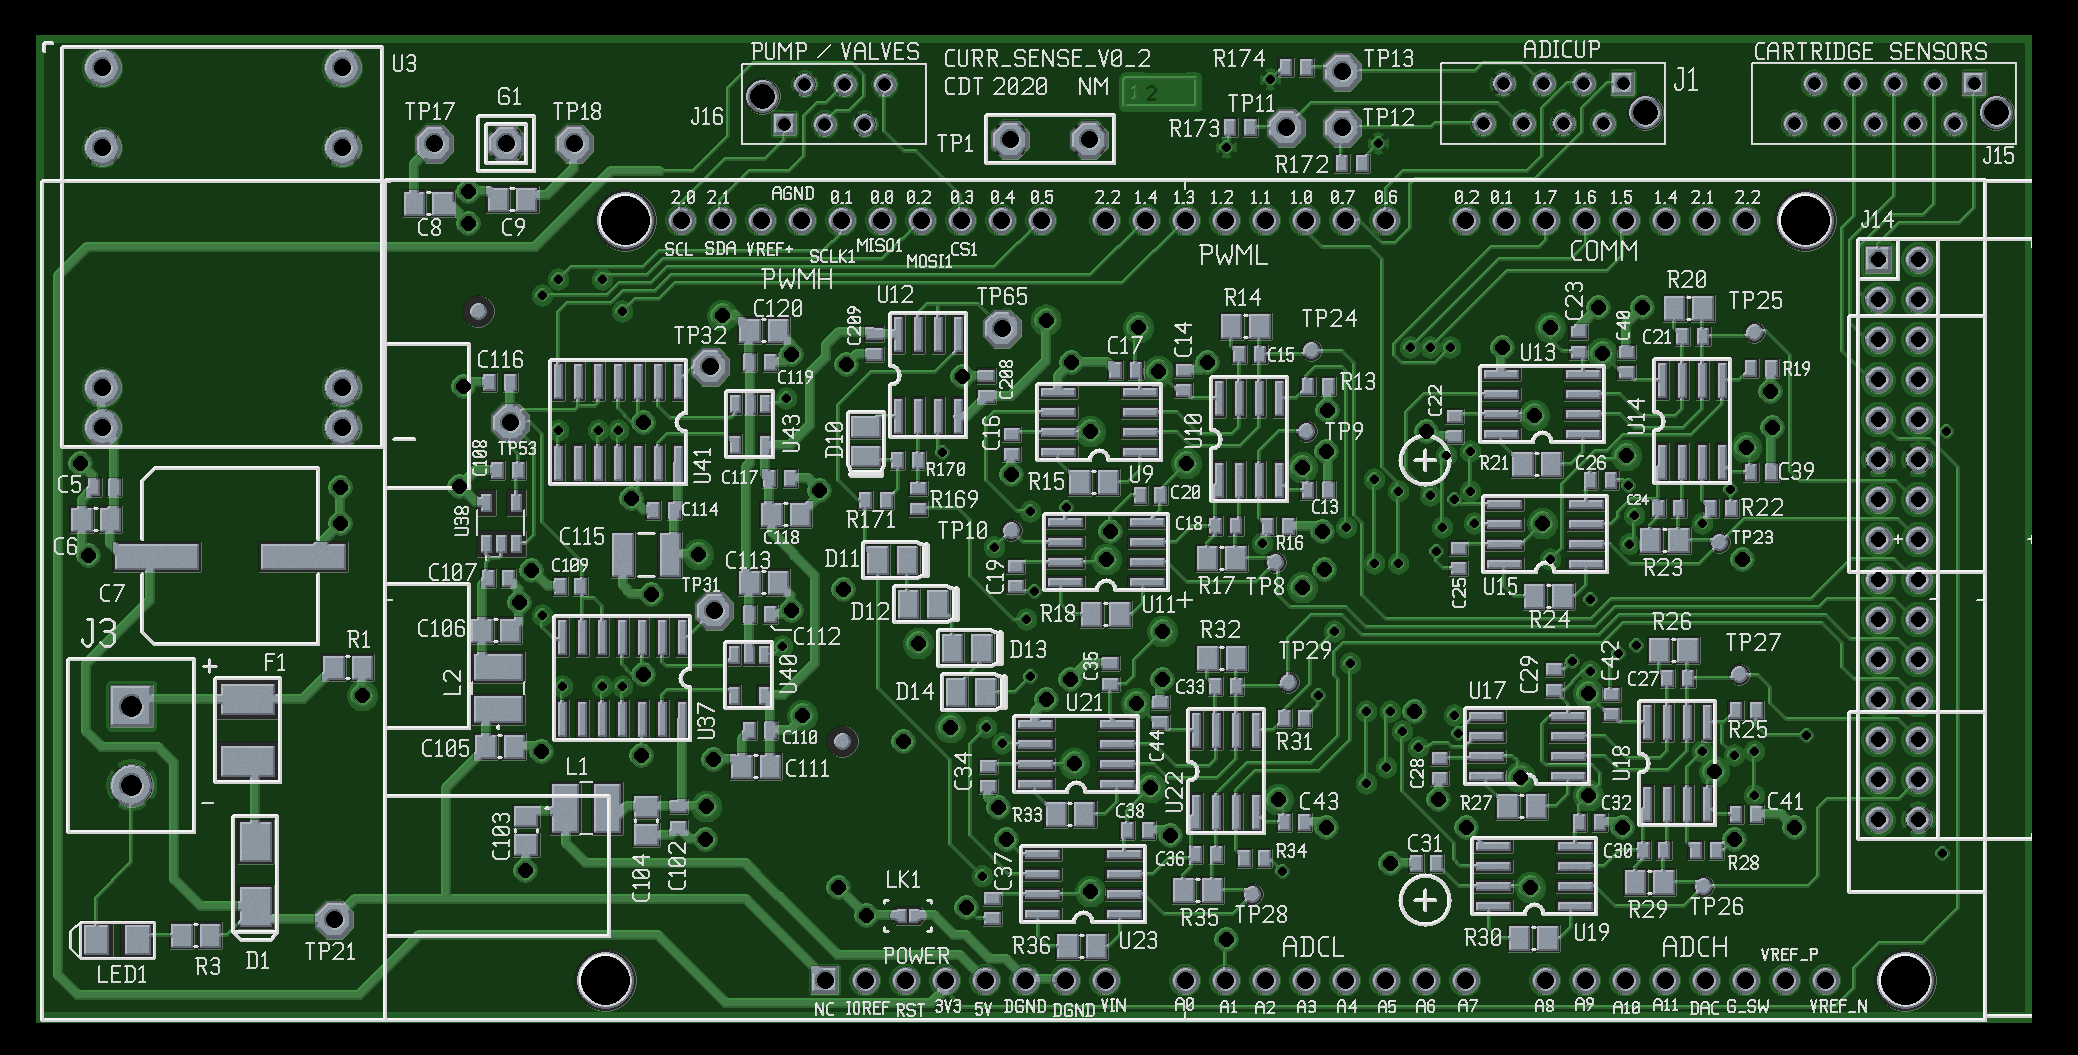 PUMP / VALVES
CURR_SENSE_V0_2
CDT 2020 NM
1 2
ADICUP
CARTRIDGE SENSORS
U3
R174
TP13
J1
G1
TP17
TP18
J16
TP1
TP11
R173
TP12
R172
J15
C8
C9
2.0 2.1 AGND 0.1 0.0 0.2 0.3 0.4 0.5
2.2 1.4 1.3 1.2 1.1 1.0 0.7 0.6
0.2 0.1 1.7 1.6 1.5 1.4 2.1 2.2
SCL SDA VREF+ SCLK1 MISO1 MOSI1 CS1
J14
PWMH
PWML
COMM
U12
TP65
R14
TP24
C23
R20
TP25
C120
C209
TP32
C17
C14
C15
C40
C21
U13
R19
C116
C119
C208
R13
TP53
C108
U43
D10
C16
U10
TP9
C22
U14
U41
C117
R170
U9
R15
C20
R21
C26
C39
C5
U38
C114
R171
R169
TP10
C18
C13
C24
R22
C6
C115
C118
R16
TP23
C107
C109
C113
D11
C19
R17
TP8
C25
U15
R23
C7
TP31
D12
R18
U11
R24
J3
C106
C112
R32
R26
R1
F1
D13
C35
TP29
C29
C42
TP27
+
L2
U40
D14
C33
C27
U17
U21
U37
C110
C44
R31
R25
C105
L1
C111
C34
U22
C28
U18
-
R33
C38
C43
R27
C32
C41
C103
C104
C102
LK1
C37
C36
R34
C31
C30
R28
R35
TP28
R29
TP26
LED1
R3
D1
TP21
POWER
R36
U23
ADCL
R30
U19
ADCH
VREF_P
NC IOREF RST 3V3 5V DGND DGND VIN
A0 A1 A2 A3 A4 A5 A6 A7
A8 A9 A10 A11 DAC G_SW VREF_N